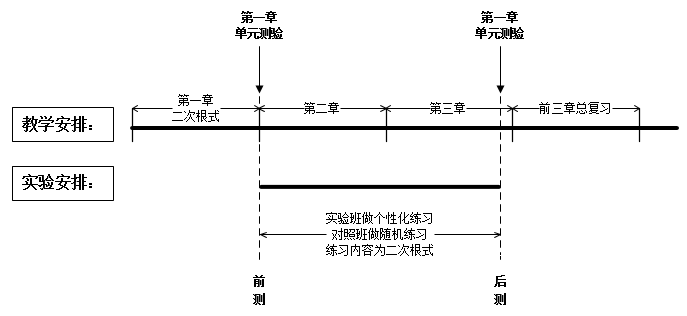 第一章
单元测验
第一章
单元测验
教学安排：
第一章
二次根式
第二章
第三章
前三章总复习
实验安排：
实验班做个性化练习
对照班做随机练习
练习内容为二次根式
前
测
后
测